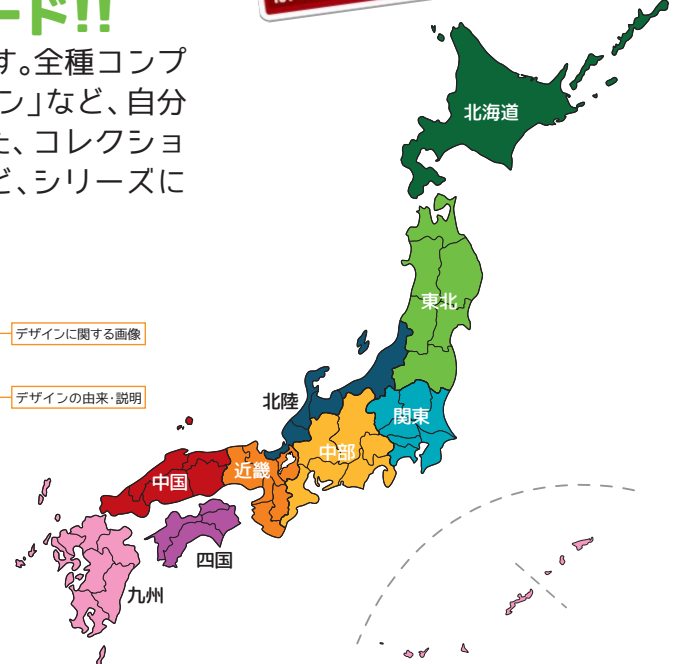 ード!!
す。全種コンプ
ン」など、自分
た、コレクショ
ど、シリーズに
北海道
東北
デザインに関する画像
デザインの由来・説明
北陸
関東
中部
近畿
中国
四国
九州